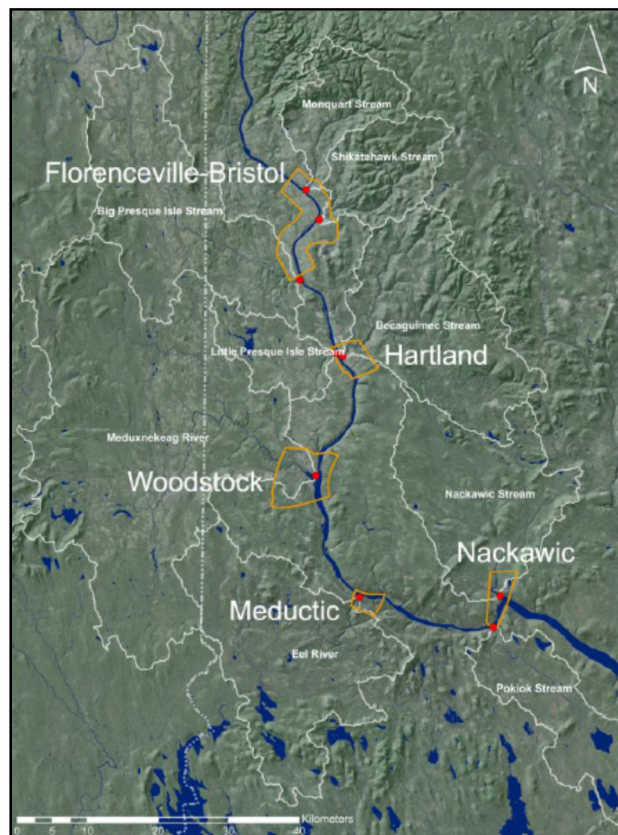 N
Monquart Stream
Shikatahawk Stream
Florenceville-Bristol
Big Presque Isle Stream
Becaguimec Stream
Little Presque Isle Stream
Hartland
Meduxnekeag River
Woodstock
Nackawic Stream
Nackawic
Meductic
Eel River
Pokiok Stream
0 5 10 20 30 40
Kilometers